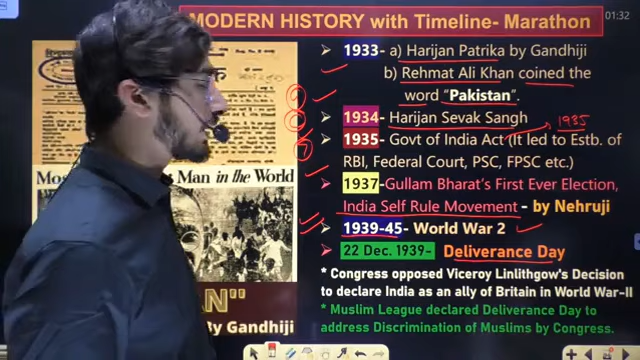 MODERN HISTORY with Timeline- Marathon
01:32
1933- a) Harijan Patrika by Gandhiji
b) Rehmat Ali Khan coined the
word "Pakistan".
1934- Harijan Sevak Sangh
1935
1935- Govt of India Act (It led to Estb. of
RBI, Federal Court, PSC, FPSC etc.)
1937- Gullam Bharat's First Ever Election,
India Self Rule Movement - by Nehruji
1939-45- World War 2
22 Dec. 1939- Deliverance Day
* Congress opposed Viceroy Linlithgow's Decision
to declare India as an ally of Britain in World War-II
* Muslim League declared Deliverance Day to
address Discrimination of Muslims by Congress.
Mos
Man in the World
AN"
By Gandhiji